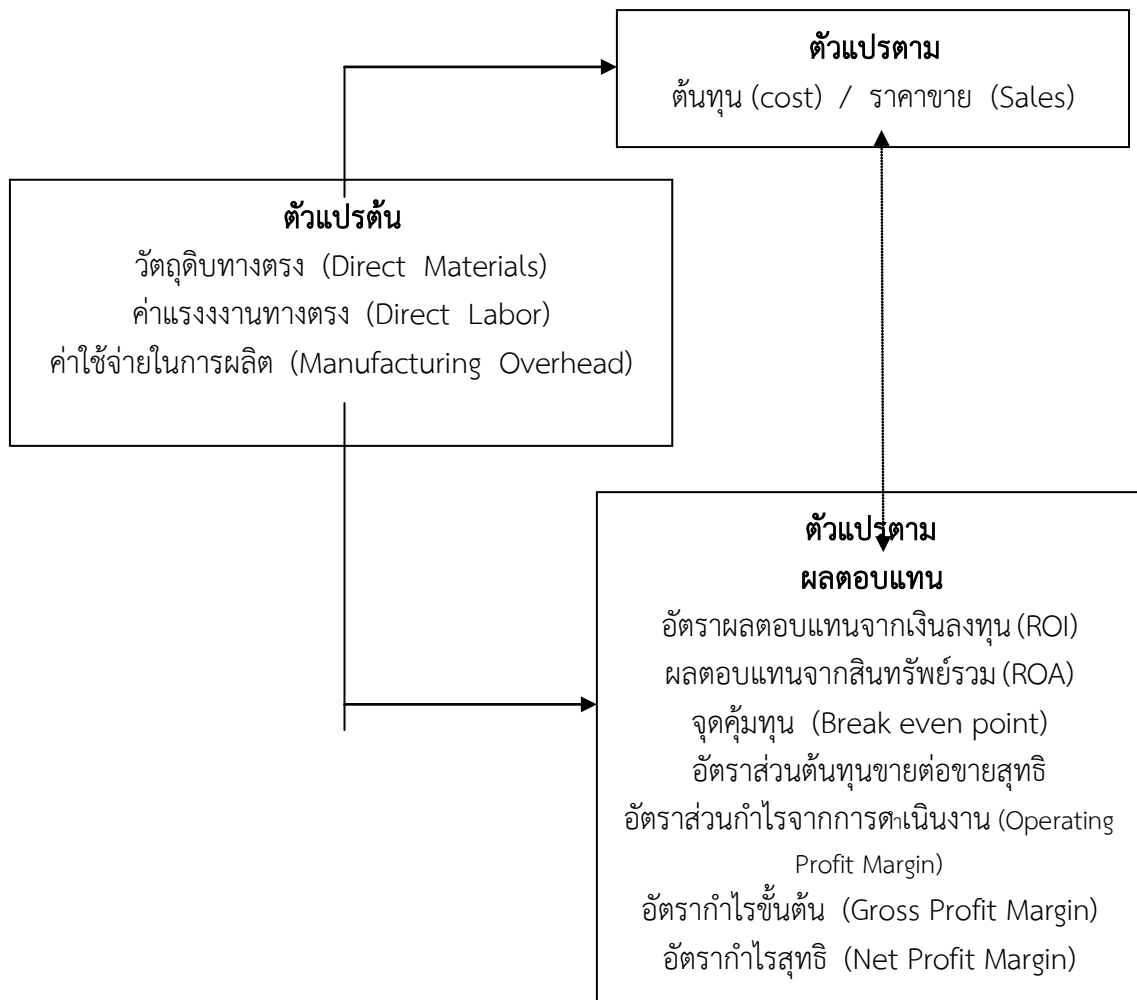 ตัวแปรตาม
ต้นทุน (cost) / ราคาขาย (Sales)
ตัวแปรต้น
วัตถุดิบทางตรง (Direct Materials)
ค่าแรงงงานทางตรง (Direct Labor)
ค่าใช้จ่ายในการผลิต (Manufacturing Overhead)
ตัวแปรตาม
ผลตอบแทน
อัตราผลตอบแทนจากเงินลงทุน (ROI)
ผลตอบแทนจากสินทรัพย์รวม (ROA)
จุดคุ้มทุน (Break even point)
อัตราส่วนต้นทุนขายต่อขายสุทธิ
อัตราส่วนกำไรจากการดำเนินงาน (Operating
Profit Margin)
อัตรากำไรขั้นต้น (Gross Profit Margin)
อัตรากำไรสุทธิ (Net Profit Margin)